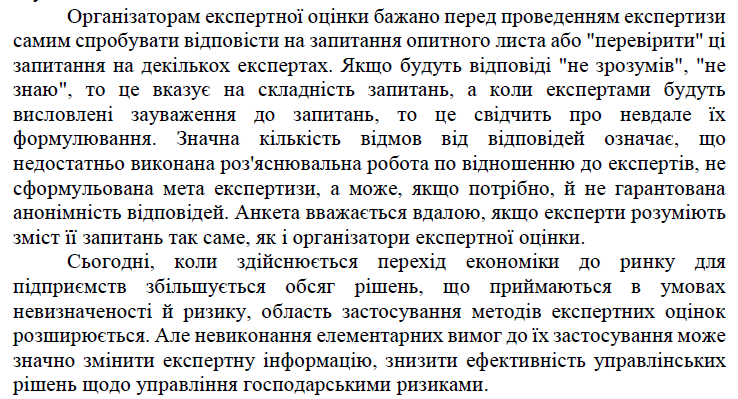 Організаторам експертної оцінки бажано перед проведенням експертизи
самим спробувати відповісти на запитання опитного листа або "перевірити" ці
запитання на декількох експертах. Якщо будуть відповіді "не зрозумів", "не
знаю", то це вказує на складність запитань, а коли експертами будуть
висловлені зауваження до запитань, то це свідчить про невдале їх
формулювання. Значна кількість відмов від відповідей означає, що
недостатньо виконана роз'яснювальна робота по відношенню до експертів, не
сформульована мета експертизи, а може, якщо потрібно, й не гарантована
анонімність відповідей. Анкета вважається вдалою, якщо експерти розуміють
зміст її запитань так саме, як і організатори експертної оцінки.
Сьогодні, коли здійснюється перехід економіки до ринку для
підприємств збільшується обсяг рішень, що приймаються в умовах
невизначеності й ризику, область застосування методів експертних оцінок
розширюється. Але невиконання елементарних вимог до їх застосування може
значно змінити експертну інформацію, знизити ефективність управлінських
рішень щодо управління господарськими ризиками.